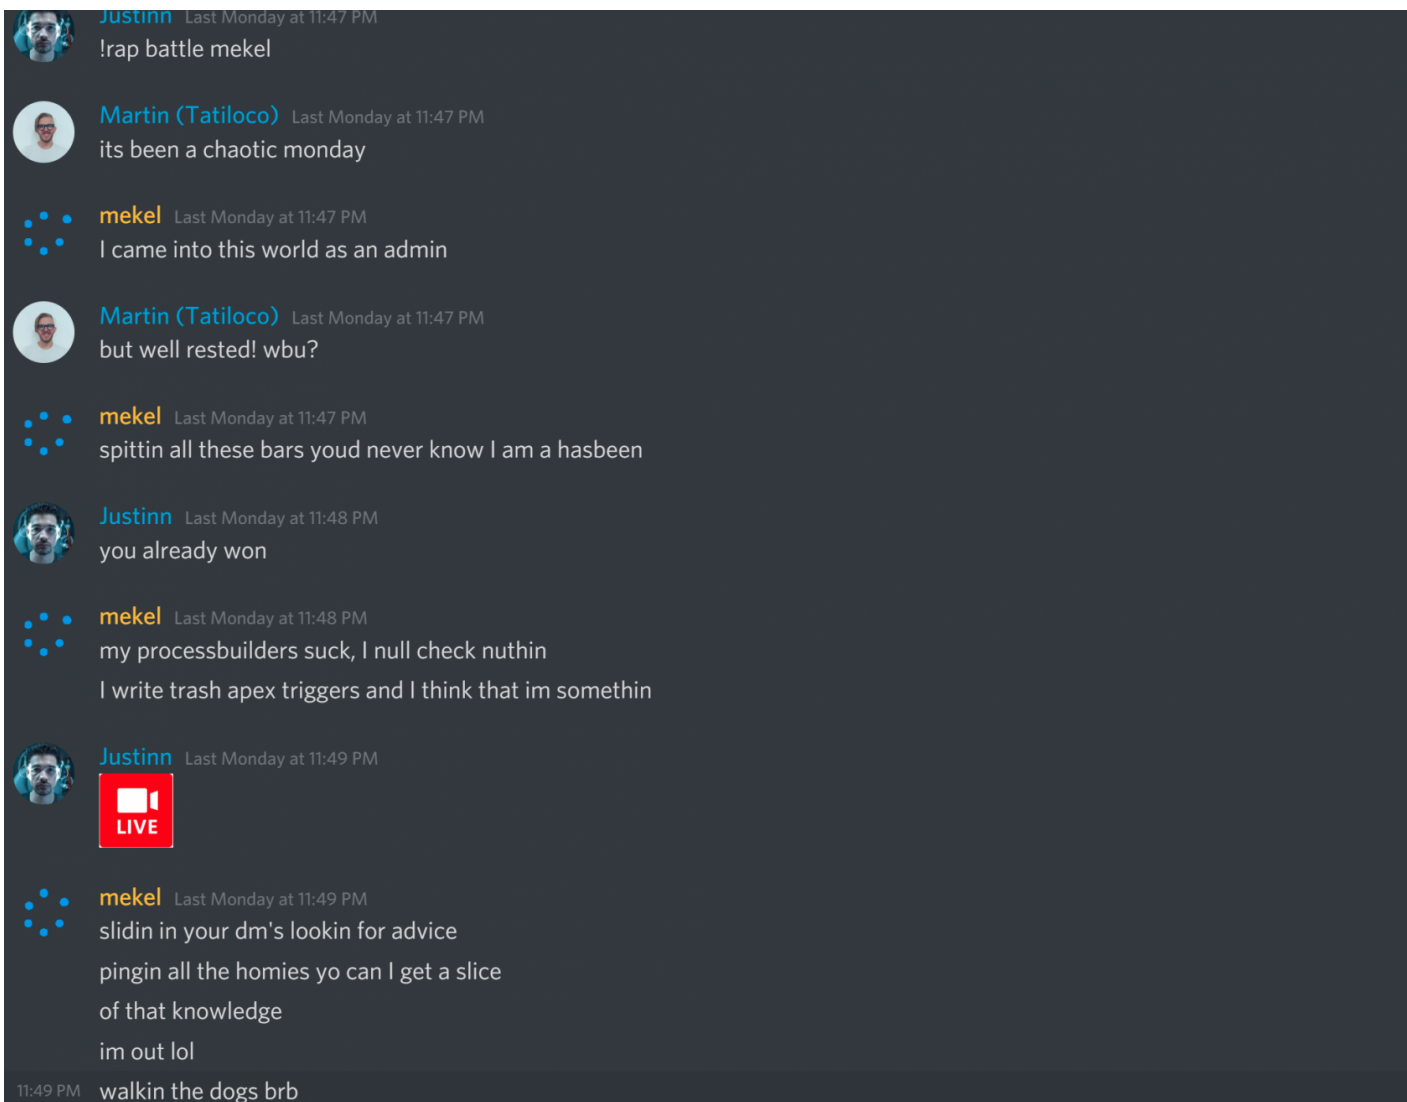 Justinn Last Monday at 11:47 PM
!rap battle mekel
Martin (Tatiloco) Last Monday at 11:47 PM
its been a chaotic monday
mekel Last Monday at 11:47 PM
I came into this world as an admin
Martin (Tatiloco) Last Monday at 11:47 PM
but well rested! wbu?
mekel Last Monday at 11:47 PM
spittin all these bars youd never know I am a hasbeen
Justinn Last Monday at 11:48 PM
you already won
mekel Last Monday at 11:48 PM
my processbuilders suck, I null check nuthin
I write trash apex triggers and I think that im somethin
Justinn Last Monday at 11:49 PM
LIVE
mekel Last Monday at 11:49 PM
slidin in your dm's lookin for advice
pingin all the homies yo can I get a slice
of that knowledge
im out lol
11:49 PM walkin the dogs brb